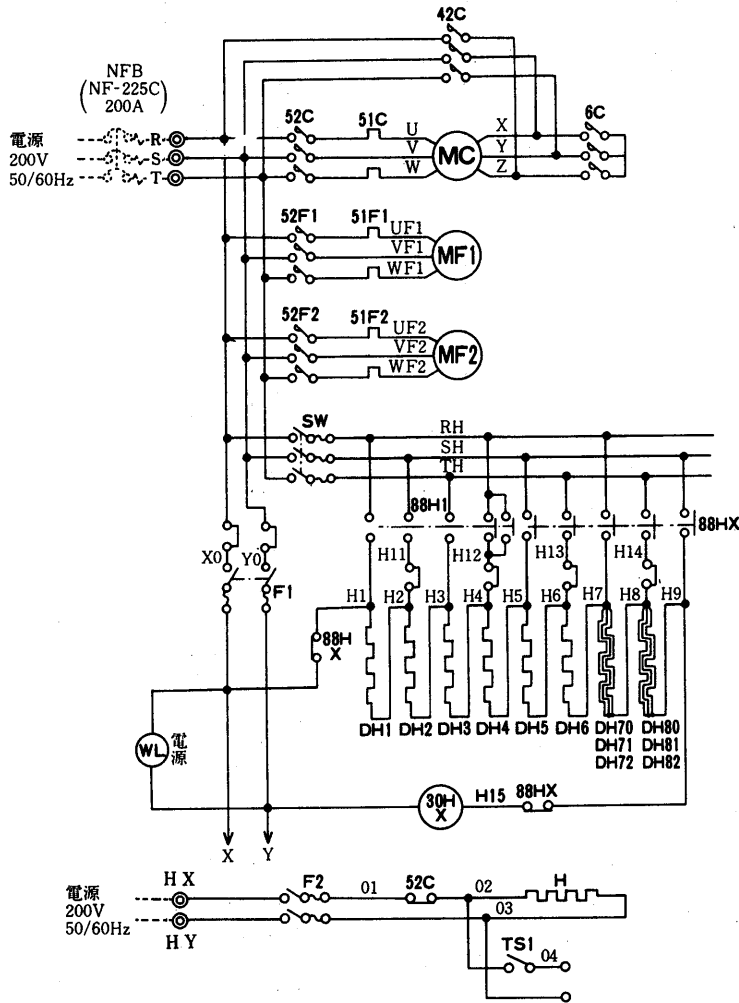 42C
NFB
(NF-225C)
200A
52C
51C
6C
電源
200V
50/60Hz
R
S
T
U
V
W
MC
X
Y
Z
52F1
51F1
UF1
VF1
WF1
MF1
52F2
51F2
UF2
VF2
WF2
MF2
SW
RH
SH
TH
88H1
88HX
X0
Y0
F1
H11
H12
H13
H14
H1
H2
H3
H4
H5
H6
H7
H8
H9
88H
X
DH1
DH2
DH3
DH4
DH5
DH6
DH70
DH71
DH72
DH80
DH81
DH82
WL
電源
30H
X
H15
88HX
X
Y
電源
200V
50/60Hz
H X
H Y
F2
01
52C
02
H
03
TS1
04